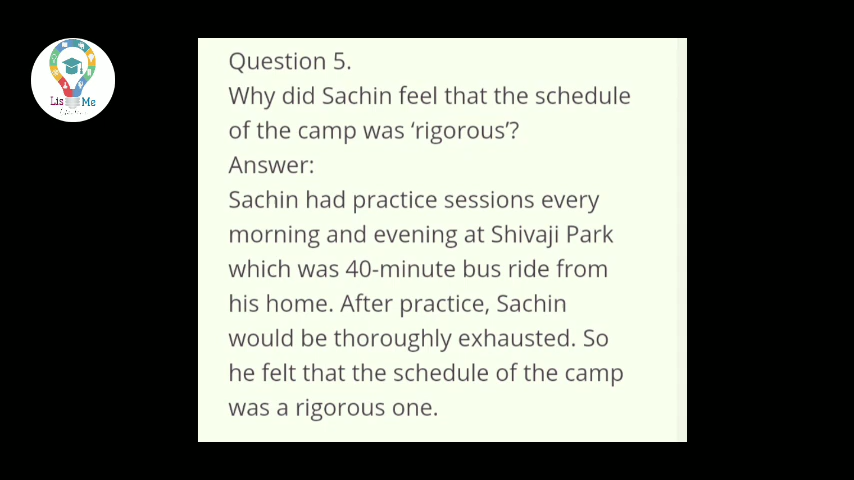 Lis Me
Question 5.
Why did Sachin feel that the schedule
of the camp was ‘rigorous’?
Answer:
Sachin had practice sessions every
morning and evening at Shivaji Park
which was 40-minute bus ride from
his home. After practice, Sachin
would be thoroughly exhausted. So
he felt that the schedule of the camp
was a rigorous one.